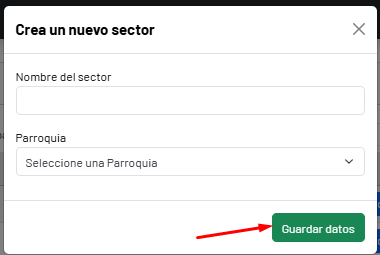 Crea un nuevo sector
Nombre del sector
Parroquia
Seleccione una Parroquia
Guardar datos